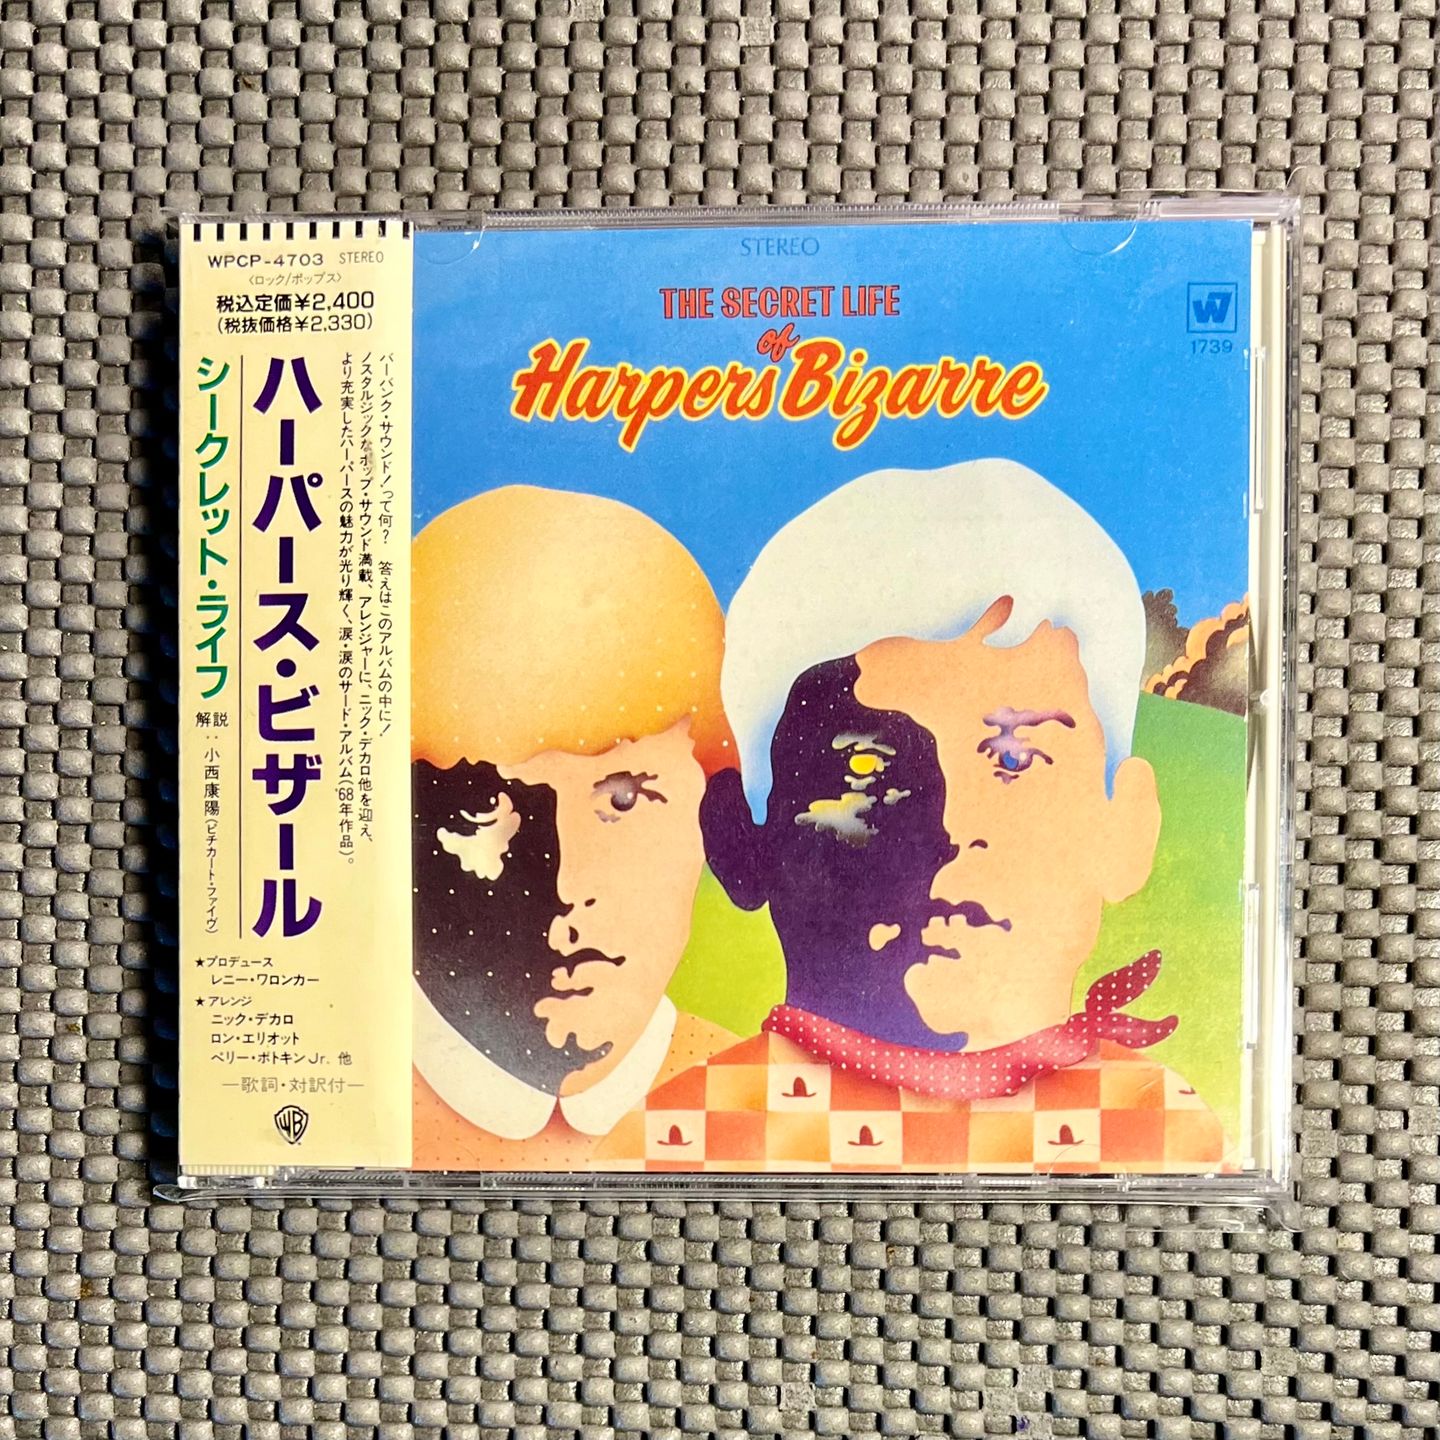 WPCP-4703 STEREO
〈ロック/ポップス〉
税込定価¥2,400
(税抜価格¥2,330)
ハーパース・ビザール
シークレット・ライフ
解説：小西康陽(ピチカート・ファイヴ)
バーバンク・サウンド!って何? 答えはこのアルバムの中に!
ノスタルジックなポップ・サウンド満載、アレンジャーに、ニック・デカロ他を迎え、
より充実したハーパースの魅力が光り輝く、涙・涙のサード・アルバム('68年作品)。
★プロデュース
レニー・ワロンカー
★アレンジ
ニック・デカロ
ロン・エリオット
ペリー・ボトキンJr. 他
—歌詞・対訳付—
WB
STEREO
THE SECRET LIFE
of
Harpers Bizarre
W7
1739